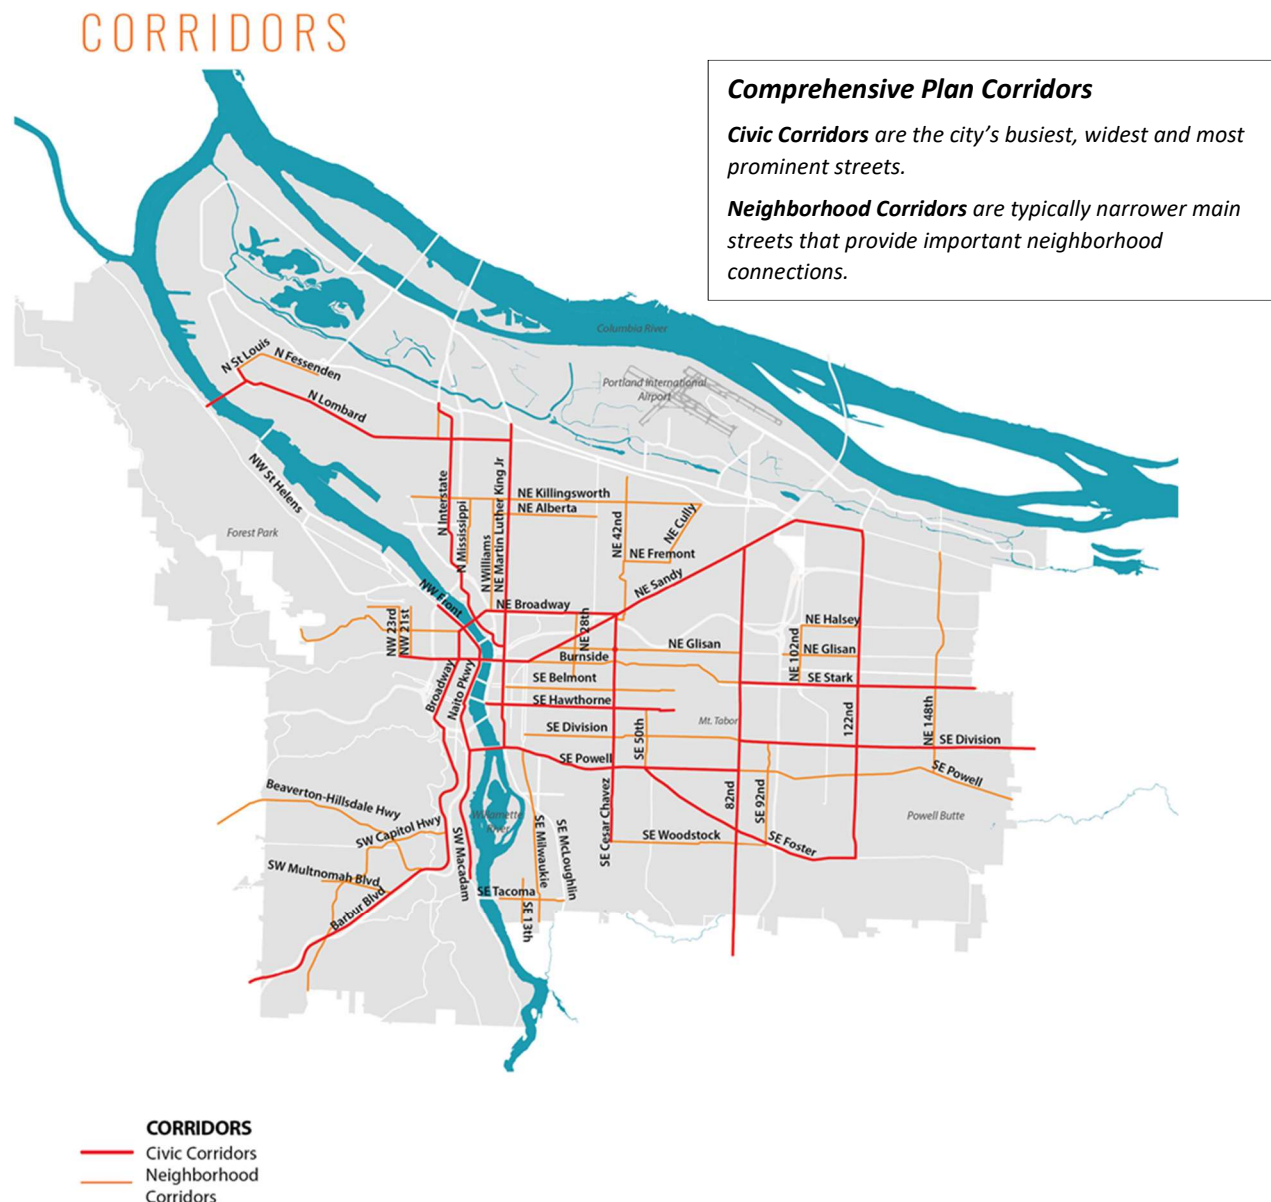 CORRIDORS
Comprehensive Plan Corridors
Civic Corridors are the city's busiest, widest and most
prominent streets.
Neighborhood Corridors are typically narrower main
streets that provide important neighborhood
connections.
Columbia River
N St Louis
N Fessenden
Portland International
Airport
N Lombard
NW St Helens
N Interstate
N Mississippi
N Williams
NE Martin Luther King Jr
NE Killingsworth
NE Alberta
NE 42nd
NE Cully
NE Fremont
Forest Park
NE Sandy
NW Front
NE Broadway
NW 23rd
NW 21st
NE 28th
NE Halsey
NE Glisan
NE 102nd
NE Glisan
Burnside
SE Belmont
SE Stark
Broadway
Naito Pkwy
SE Hawthorne
SE Division
SE 50th
Mt. Tabor
122nd
NE 148th
SE Division
SE Powell
SE Powell
82nd
SE 92nd
SE Cesar Chavez
Beaverton-Hillsdale Hwy
SW Capitol Hwy
Willamette
River
Powell Butte
SE Woodstock
SE Foster
SW Macadam
SE Milwaukie
SE McLoughlin
SW Multnomah Blvd
Barbur Blvd
SE Tacoma
SE 13th
CORRIDORS
Civic Corridors
Neighborhood
Corridors